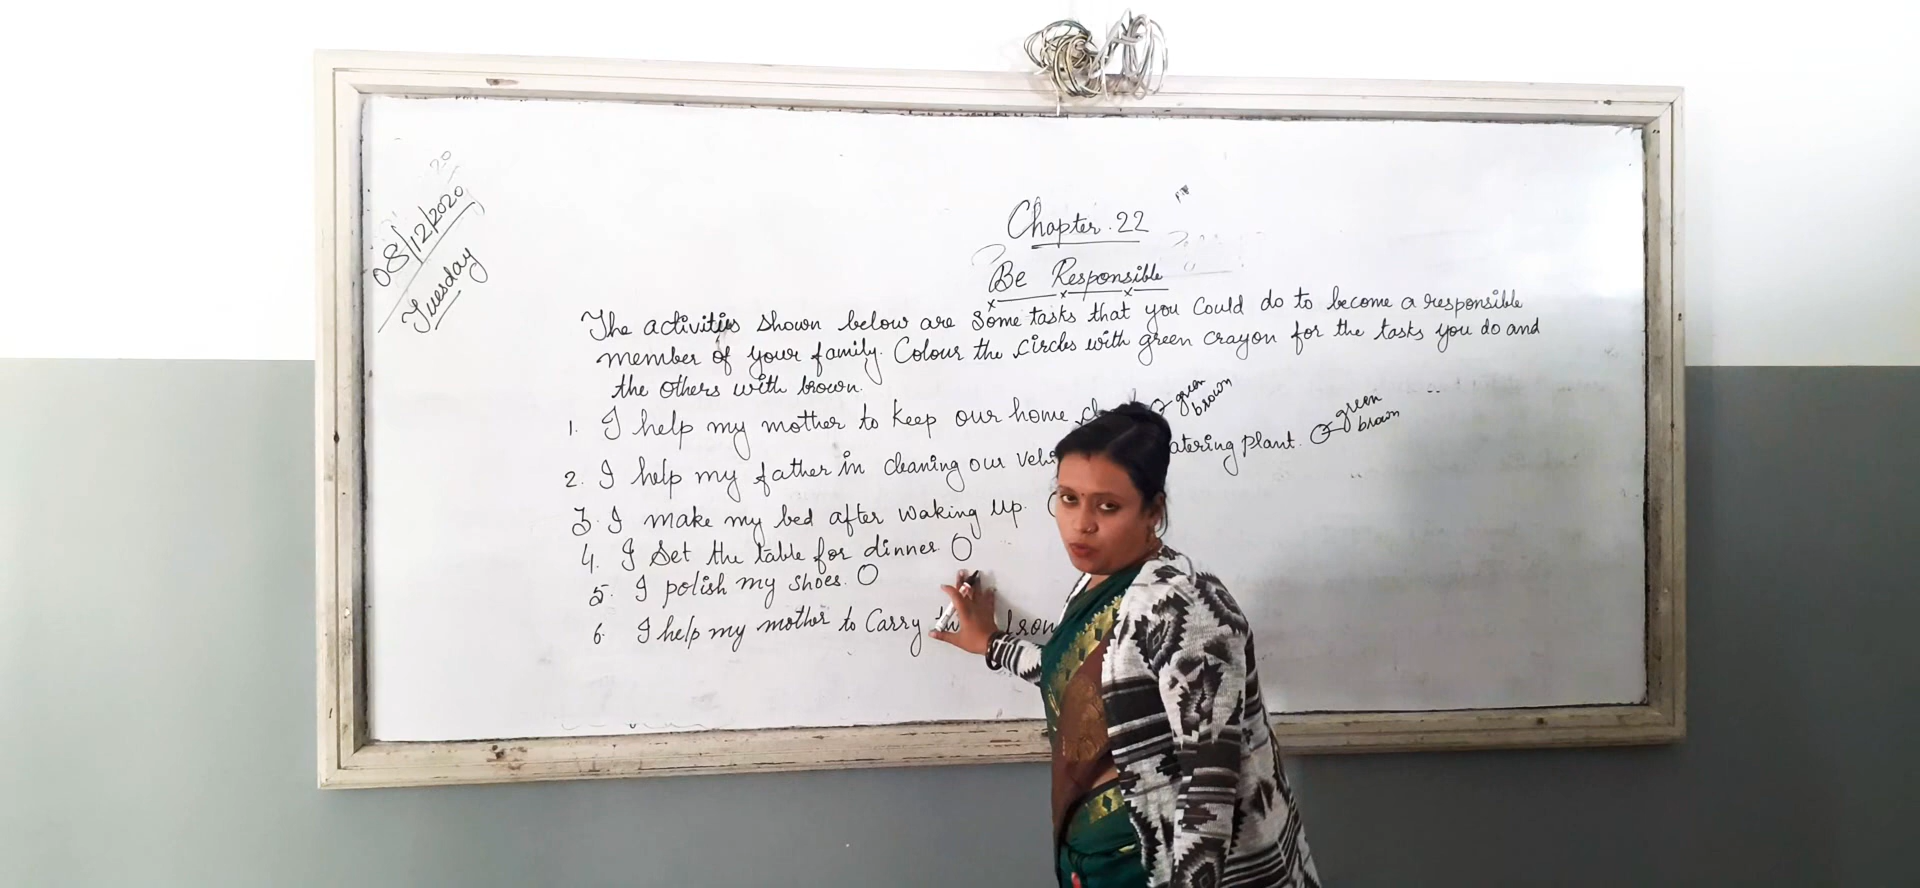 08/12/2020
Tuesday
Chapter. 22
Be Responsible
The activities shown below are some tasks that you could do to become a responsible
member of your family. Colour the circles with green crayon for the tasks you do and
the others with brown.
1. I help my mother to keep our home green
brown
2. I help my father in cleaning our atering plant. green
brown
3. I make my bed after waking up.
4. I set the table for dinner.
5. I polish my shoes.
6. I help my mother to carry